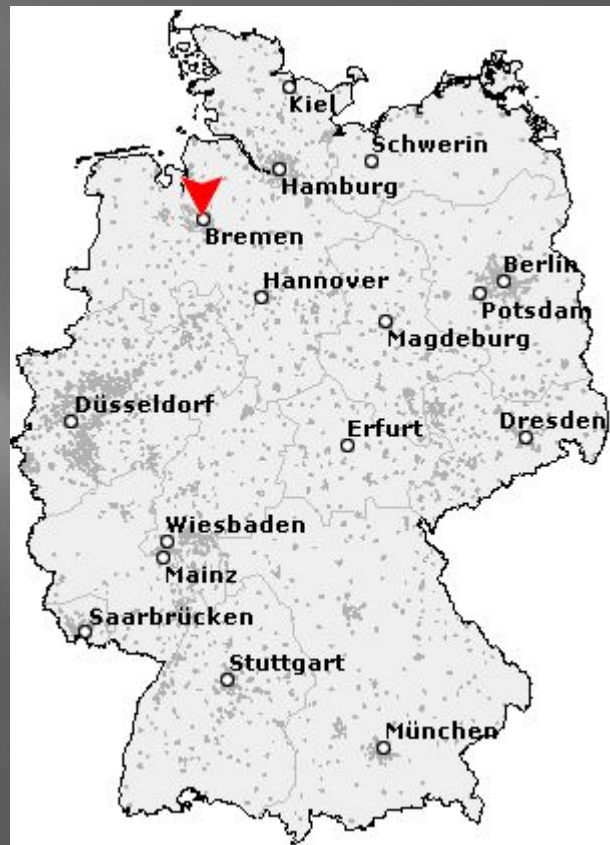 Kiel
Schwerin
Hamburg
Bremen
Berlin
Hannover
Potsdam
Magdeburg
Düsseldorf
Erfurt
Dresden
Wiesbaden
Mainz
Saarbrücken
Stuttgart
München